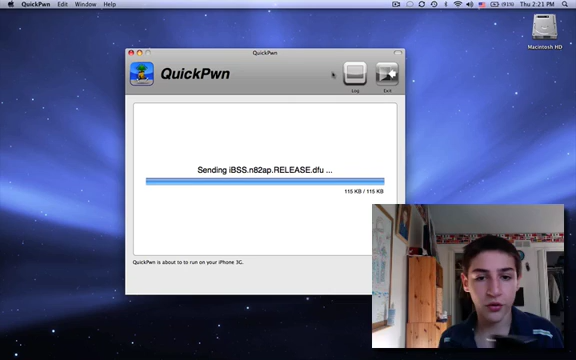 QuickPwn Edit Window Help
(91%) Thu 2:21 PM
QuickPwn
QuickPwn
Log
Exit
Macintosh HD
Sending iBSS.n82ap.RELEASE.dfu ...
115 KB / 115 KB
QuickPwn is about to to run on your iPhone 3G.